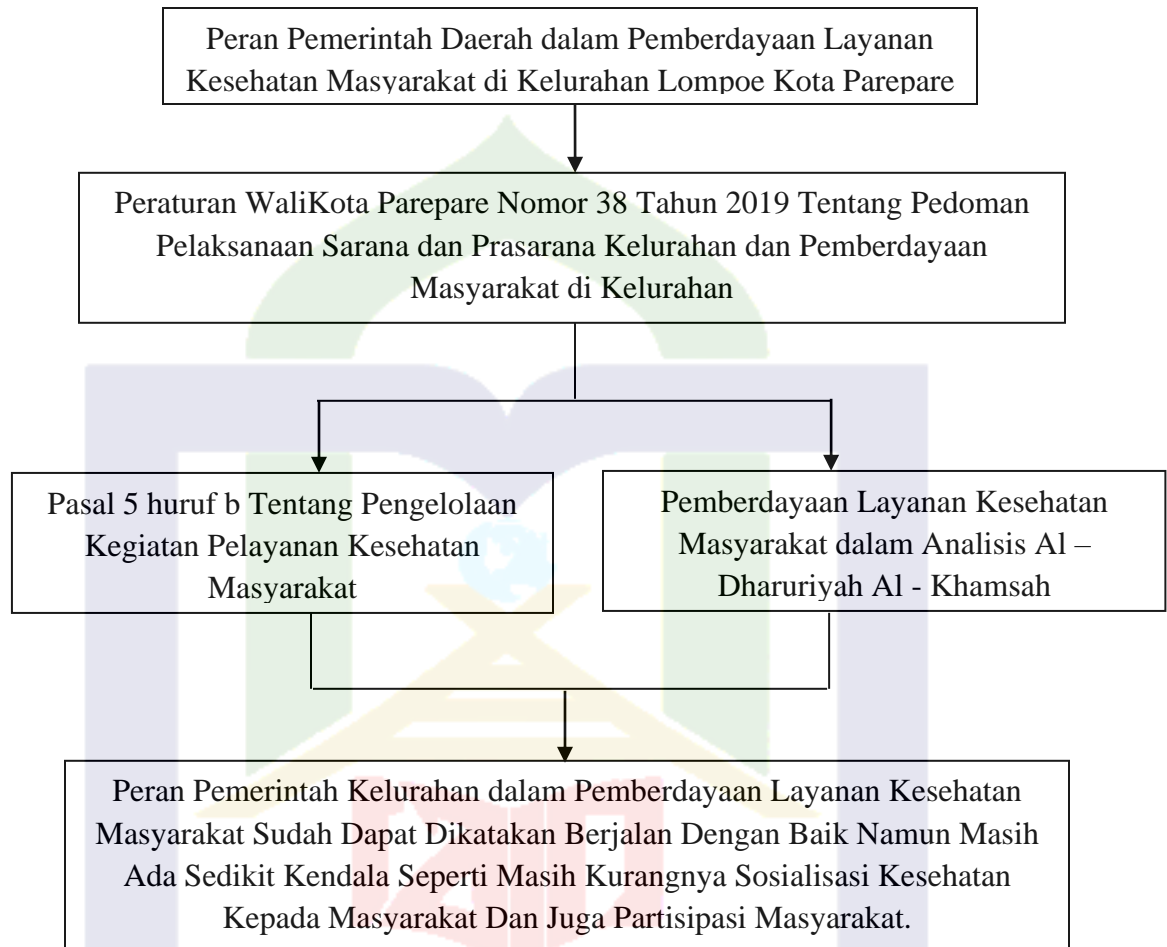 Peran Pemerintah Daerah dalam Pemberdayaan Layanan
Kesehatan Masyarakat di Kelurahan Lompoe Kota Parepare
Peraturan WaliKota Parepare Nomor 38 Tahun 2019 Tentang Pedoman
Pelaksanaan Sarana dan Prasarana Kelurahan dan Pemberdayaan
Masyarakat di Kelurahan
Pasal 5 huruf b Tentang Pengelolaan
Kegiatan Pelayanan Kesehatan
Masyarakat
Pemberdayaan Layanan Kesehatan
Masyarakat dalam Analisis Al –
Dharuriyah Al - Khamsah
Peran Pemerintah Kelurahan dalam Pemberdayaan Layanan Kesehatan
Masyarakat Sudah Dapat Dikatakan Berjalan Dengan Baik Namun Masih
Ada Sedikit Kendala Seperti Masih Kurangnya Sosialisasi Kesehatan
Kepada Masyarakat Dan Juga Partisipasi Masyarakat.